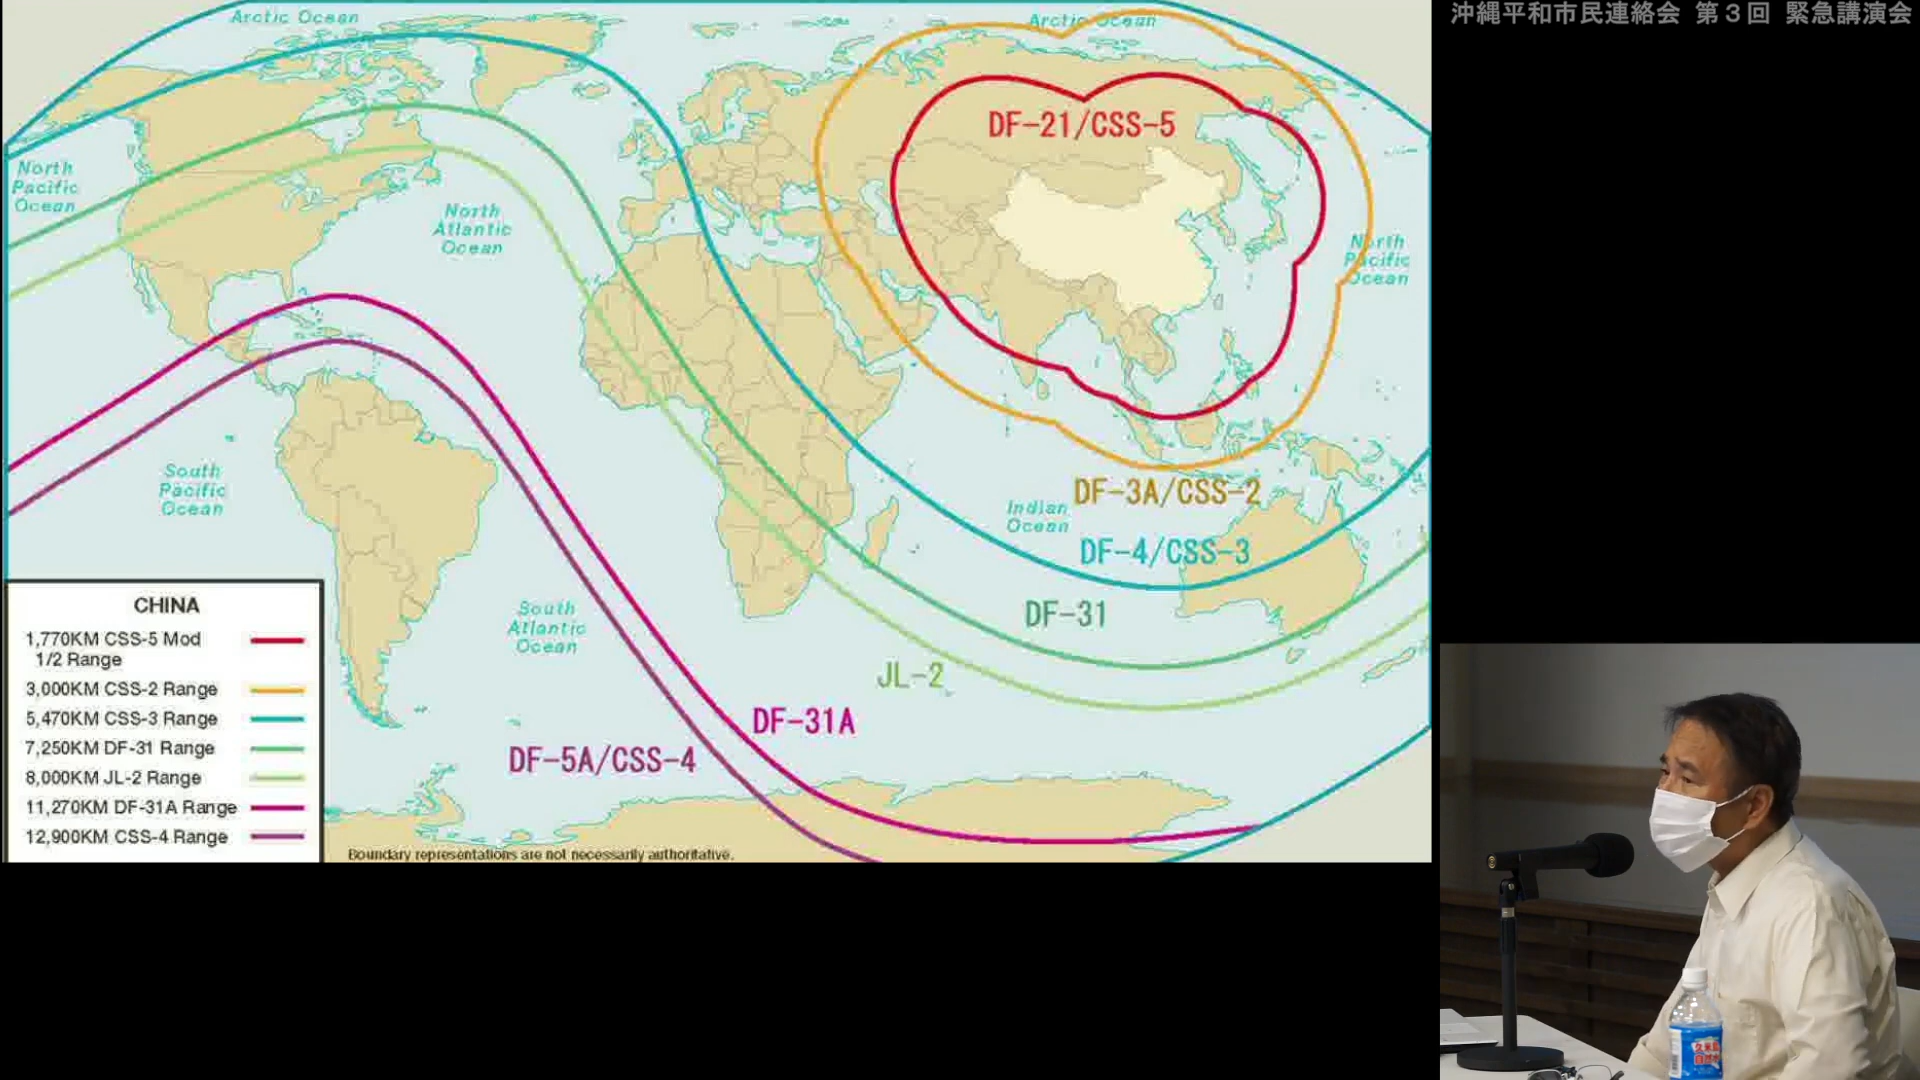 沖縄平和市民連絡会 第3回 緊急講演会
Arctic Ocean
Arctic Ocean
DF-21/CSS-5
North
Pacific
Ocean
North
Atlantic
Ocean
North
Pacific
Ocean
South
Pacific
Ocean
Indian
Ocean
DF-3A/CSS-2
DF-4/CSS-3
DF-31
South
Atlantic
Ocean
JL-2
DF-31A
DF-5A/CSS-4
CHINA
1,770KM CSS-5 Mod
1/2 Range
3,000KM CSS-2 Range
5,470KM CSS-3 Range
7,250KM DF-31 Range
8,000KM JL-2 Range
11,270KM DF-31A Range
12,900KM CSS-4 Range
Boundary representations are not necessarily authoritative.